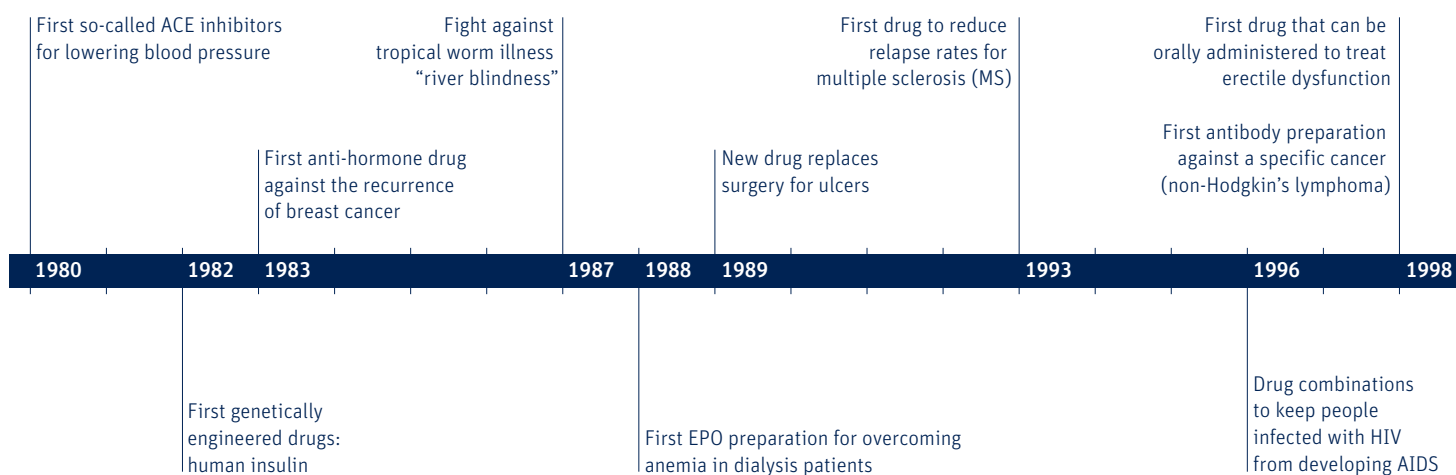 First so-called ACE inhibitors
for lowering blood pressure
Fight against
tropical worm illness
“river blindness”
First drug to reduce
relapse rates for
multiple sclerosis (MS)
First drug that can be
orally administered to treat
erectile dysfunction
First anti-hormone drug
against the recurrence
of breast cancer
New drug replaces
surgery for ulcers
First antibody preparation
against a specific cancer
(non-Hodgkin’s lymphoma)
1980 1982 1983 1987 1988 1989 1993 1996 1998
First genetically
engineered drugs:
human insulin
First EPO preparation for overcoming
anemia in dialysis patients
Drug combinations
to keep people
infected with HIV
from developing AIDS